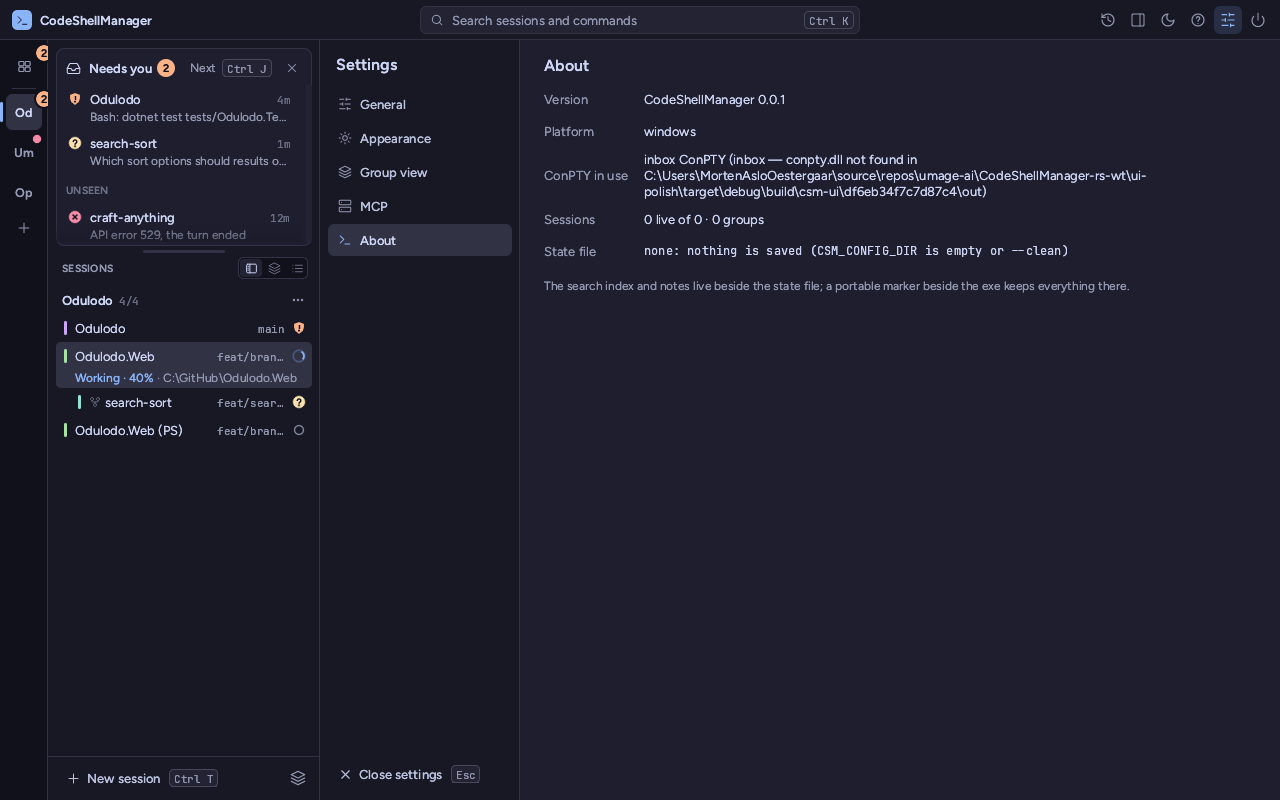 CodeShellManager
Search sessions and commands
Ctrl K
2
Od
2
Um
Op
Needs you 2 Next Ctrl J
Odulodo 4m
Bash: dotnet test tests/Odulodo.Te…
search-sort 1m
Which sort options should results o…
UNSEEN
craft-anything 12m
API error 529, the turn ended
SESSIONS
Odulodo 4/4
Odulodo main
Odulodo.Web feat/bran…
Working · 40% · C:\GitHub\Odulodo.Web
search-sort feat/sear…
Odulodo.Web (PS) feat/bran…
New session Ctrl T
Settings
General
Appearance
Group view
MCP
About
Close settings Esc
About
Version CodeShellManager 0.0.1
Platform windows
ConPTY in use inbox ConPTY (inbox — conpty.dll not found in
C:\Users\MortenAsloOestergaar\source\repos\umage-ai\CodeShellManager-rs-wt\ui-
polish\target\debug\build\csm-ui\df6eb34f7c7d87c4\out)
Sessions 0 live of 0 · 0 groups
State file none: nothing is saved (CSM_CONFIG_DIR is empty or --clean)
The search index and notes live beside the state file; a portable marker beside the exe keeps everything there.